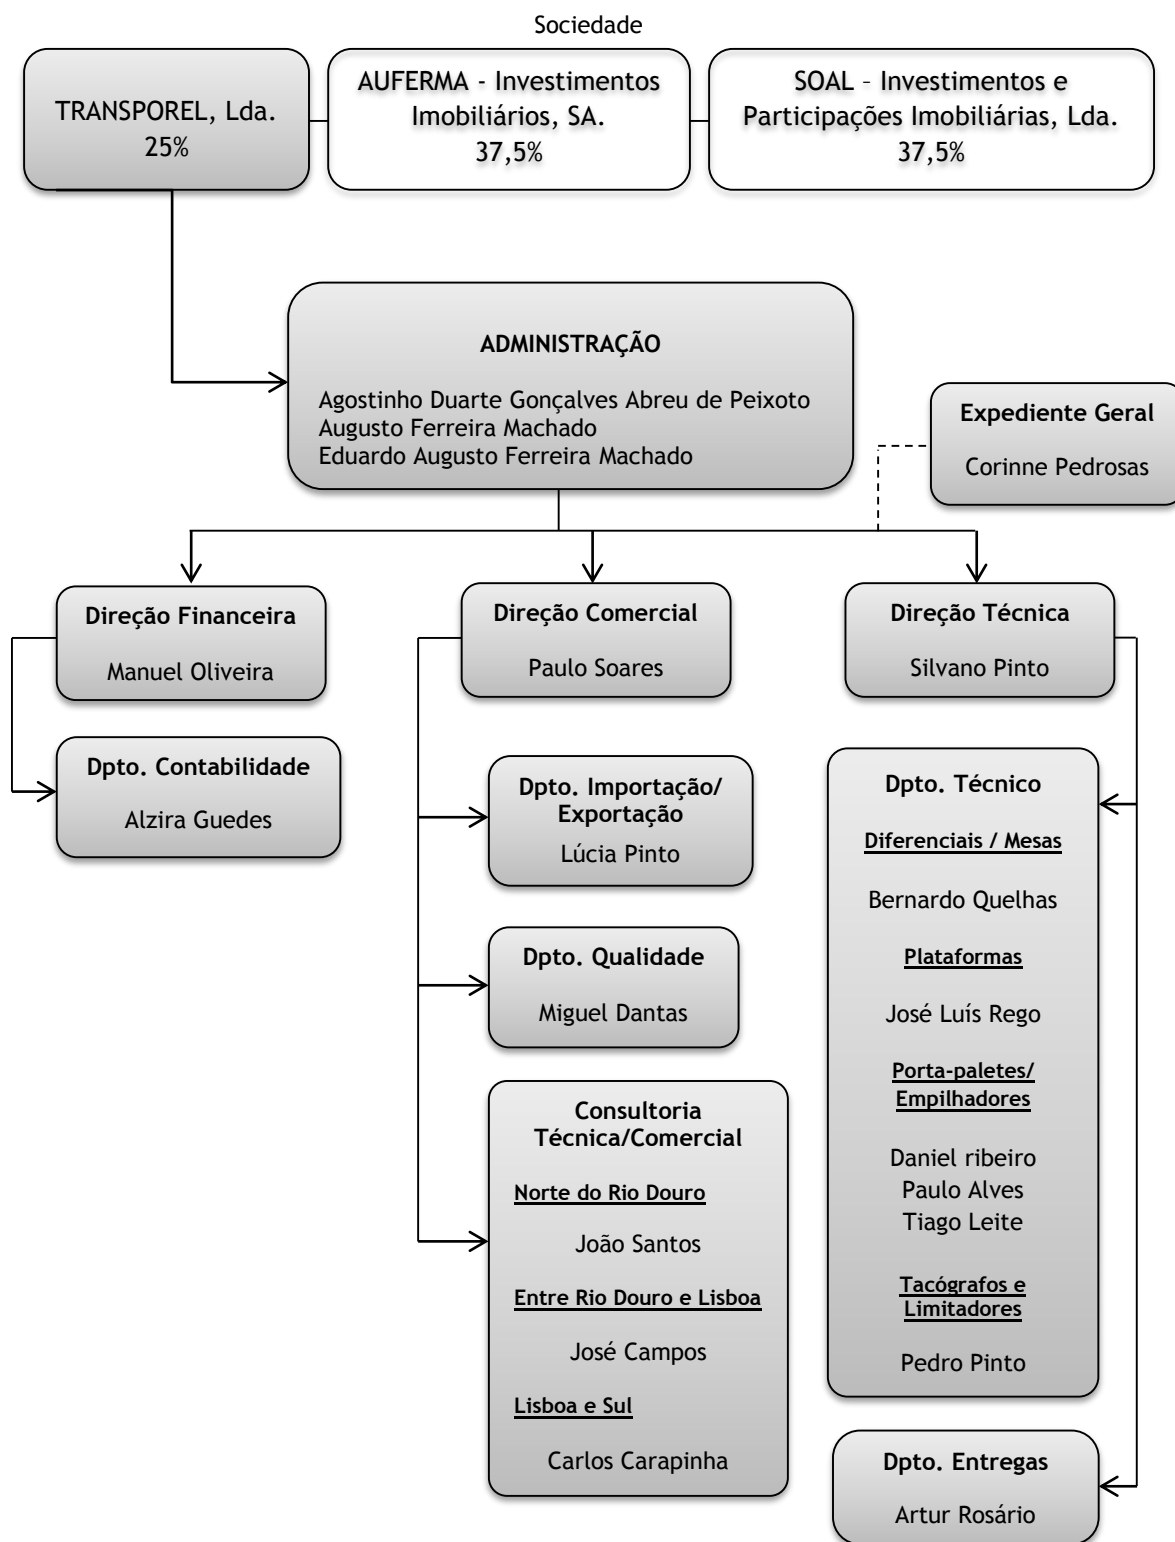 Sociedade
TRANSPOREL, Lda.
25%
AUFERMA - Investimentos
Imobiliários, SA.
37,5%
SOAL – Investimentos e
Participações Imobiliárias, Lda.
37,5%
ADMINISTRAÇÃO
Agostinho Duarte Gonçalves Abreu de Peixoto
Augusto Ferreira Machado
Eduardo Augusto Ferreira Machado
Expediente Geral
Corinne Pedrosas
Direção Financeira
Manuel Oliveira
Dpto. Contabilidade
Alzira Guedes
Direção Comercial
Paulo Soares
Dpto. Importação/
Exportação
Lúcia Pinto
Dpto. Qualidade
Miguel Dantas
Consultoria
Técnica/Comercial
Norte do Rio Douro
João Santos
Entre Rio Douro e Lisboa
José Campos
Lisboa e Sul
Carlos Carapinha
Direção Técnica
Silvano Pinto
Dpto. Técnico
Diferenciais / Mesas
Bernardo Quelhas
Plataformas
José Luís Rego
Porta-paletes/
Empilhadores
Daniel ribeiro
Paulo Alves
Tiago Leite
Tacógrafos e
Limitadores
Pedro Pinto
Dpto. Entregas
Artur Rosário